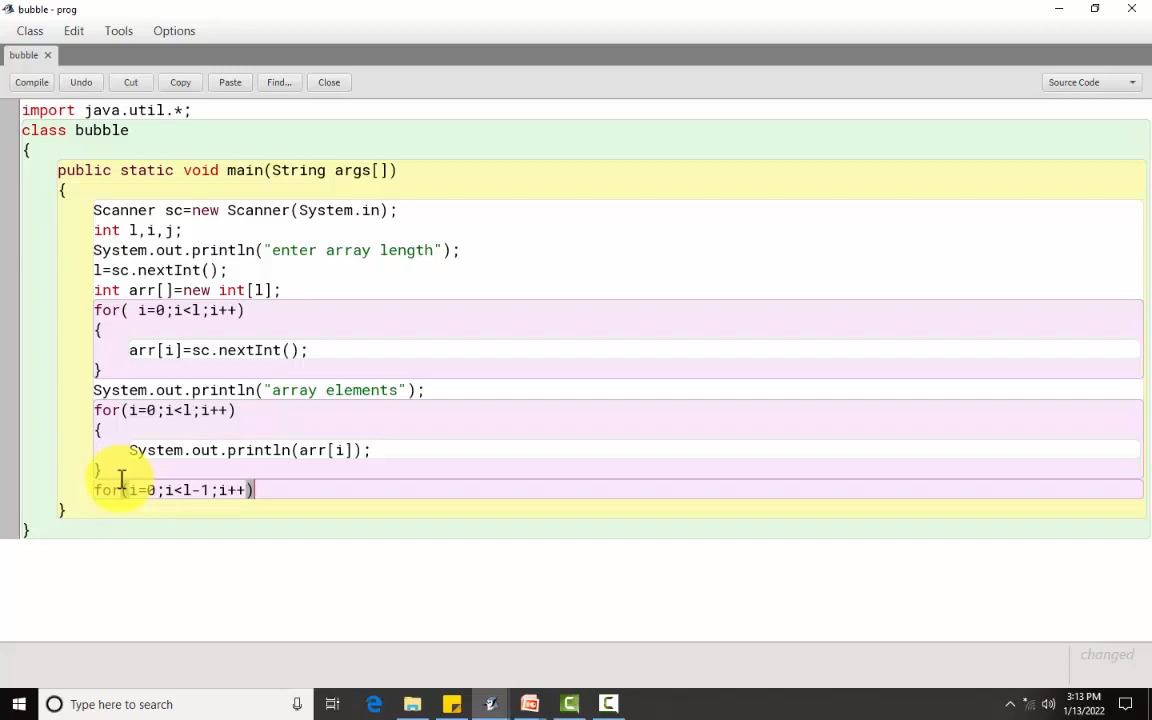 bubble - prog
Class Edit Tools Options
bubble ×
Compile Undo Cut Copy Paste Find... Close Source Code
import java.util.*;
class bubble
{
public static void main(String args[])
{
Scanner sc=new Scanner(System.in);
int l,i,j;
System.out.println("enter array length");
l=sc.nextInt();
int arr[]=new int[l];
for( i=0;i<l;i++)
{
arr[i]=sc.nextInt();
}
System.out.println("array elements");
for(i=0;i<l;i++)
{
System.out.println(arr[i]);
}
for(i=0;i<l-1;i++)
}
}
changed
Type here to search
3:13 PM
1/13/2022